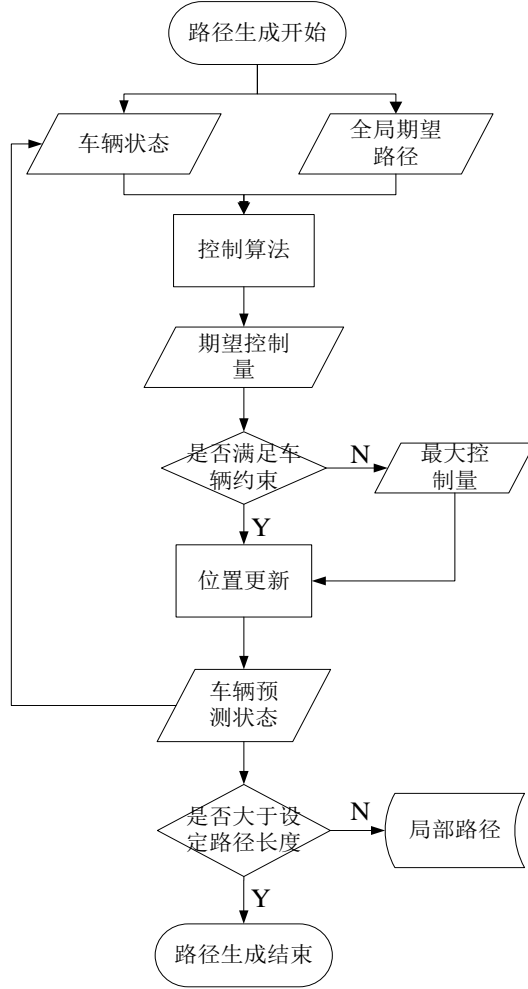 路径生成开始
车辆状态
全局期望
路径
控制算法
期望控制
量
是否满足车
辆约束
N
最大控
制量
Y
位置更新
车辆预
测状态
是否大于设
定路径长度
N
局部路径
Y
路径生成结束